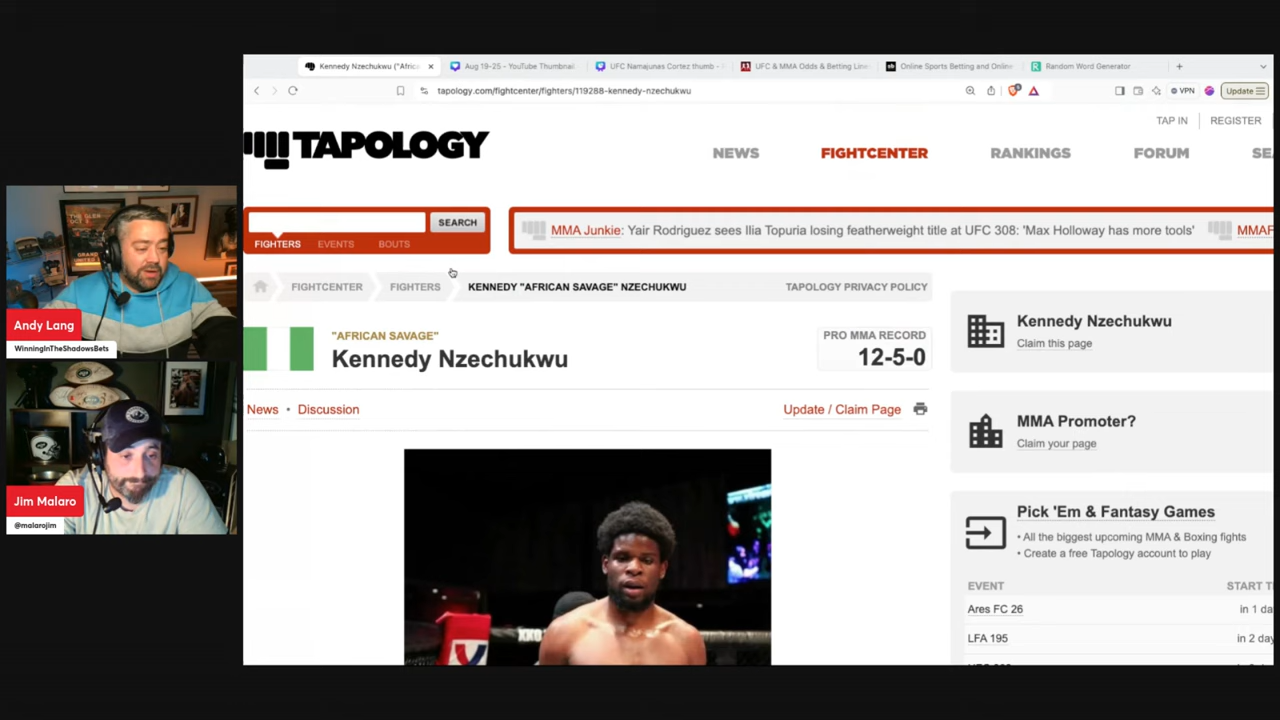 Kennedy Nzechukwu ("Afric
Aug 19-25 - YouTube Thumbnail
UFC Namajunas Cortez thumb -
UFC & MMA Odds & Betting Line
Online Sports Betting and Online
Random Word Generator
tapology.com/fightcenter/fighters/119288-kennedy-nzechukwu
VPN
Update
TAPOLOGY
TAP IN
REGISTER
NEWS
FIGHTCENTER
RANKINGS
FORUM
SE
SEARCH
FIGHTERS
EVENTS
BOUTS
MMA Junkie: Yair Rodriguez sees Ilia Topuria losing featherweight title at UFC 308: 'Max Holloway has more tools'
MMAF
FIGHTCENTER
FIGHTERS
KENNEDY "AFRICAN SAVAGE" NZECHUKWU
TAPOLOGY PRIVACY POLICY
"AFRICAN SAVAGE"
Kennedy Nzechukwu
PRO MMA RECORD
12-5-0
News • Discussion
Update / Claim Page
Kennedy Nzechukwu
Claim this page
MMA Promoter?
Claim your page
Pick 'Em & Fantasy Games
• All the biggest upcoming MMA & Boxing fights
• Create a free Tapology account to play
EVENT
START T
Ares FC 26
in 1 da
LFA 195
in 2 day
Andy Lang
WinningInTheShadowsBets
Jim Malaro
@malarojim